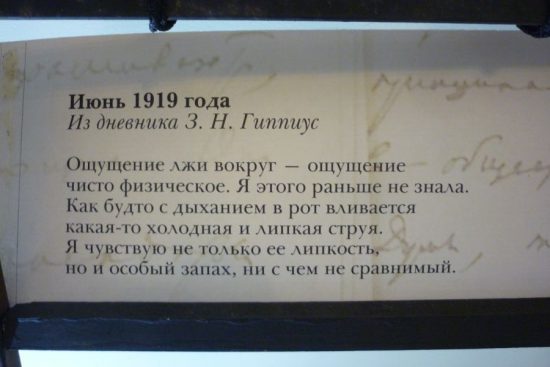 Июнь 1919 года
Из дневника З. Н. Гиппиус
Ощущение лжи вокруг — ощущение
чисто физическое. Я этого раньше не знала.
Как будто с дыханием в рот вливается
какая-то холодная и липкая струя.
Я чувствую не только ее липкость,
но и особый запах, ни с чем не сравнимый.